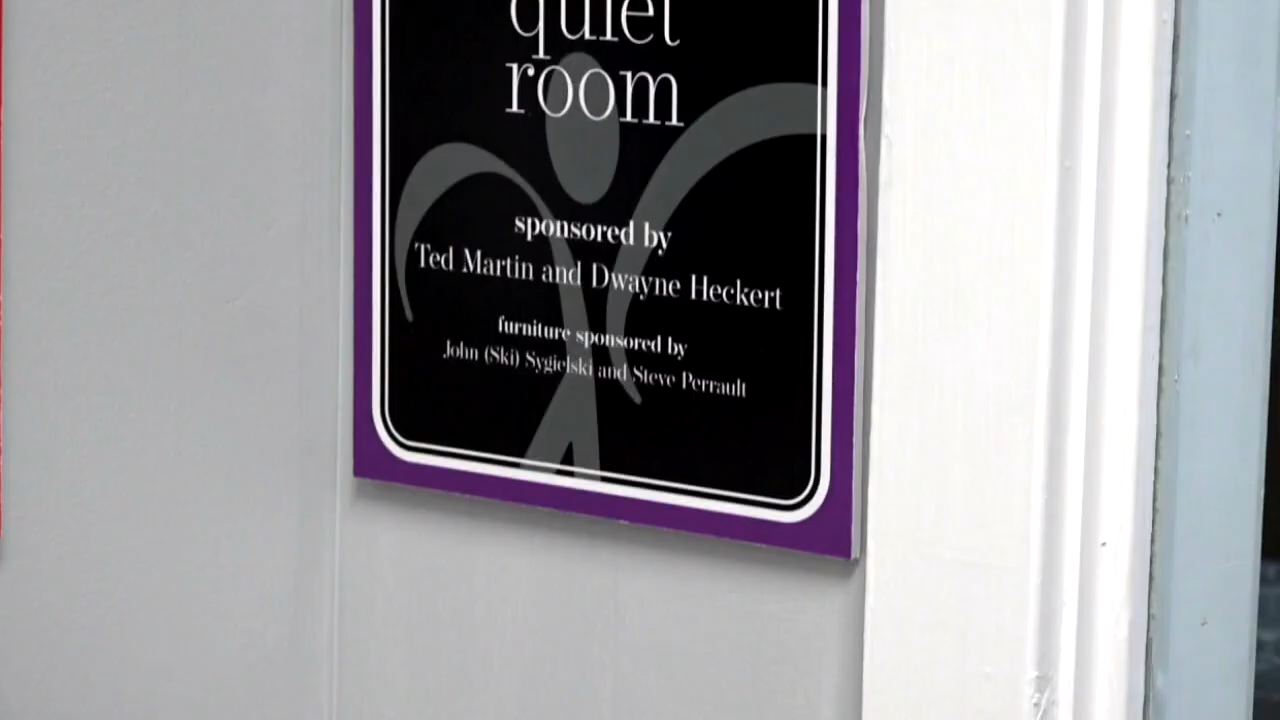 quiet
room
sponsored by
Ted Martin and Dwayne Heckert
furniture sponsored by
John (Ski) Sygielski and Steve Perrault